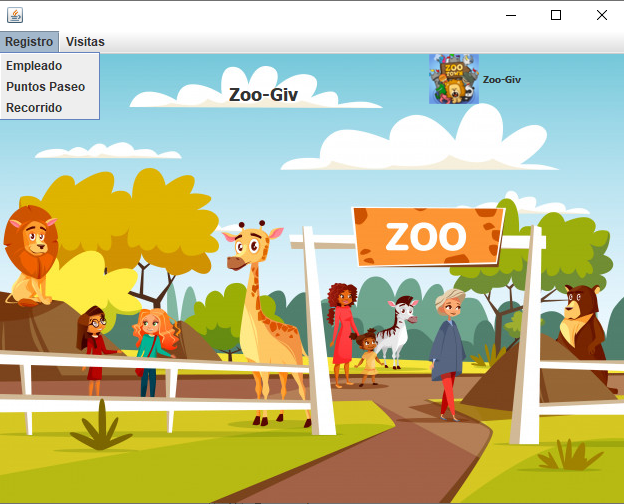 Registro Visitas
Empleado
Puntos Paseo
Recorrido
Zoo-Giv
ZOO
TOWN
Zoo-Giv
ZOO